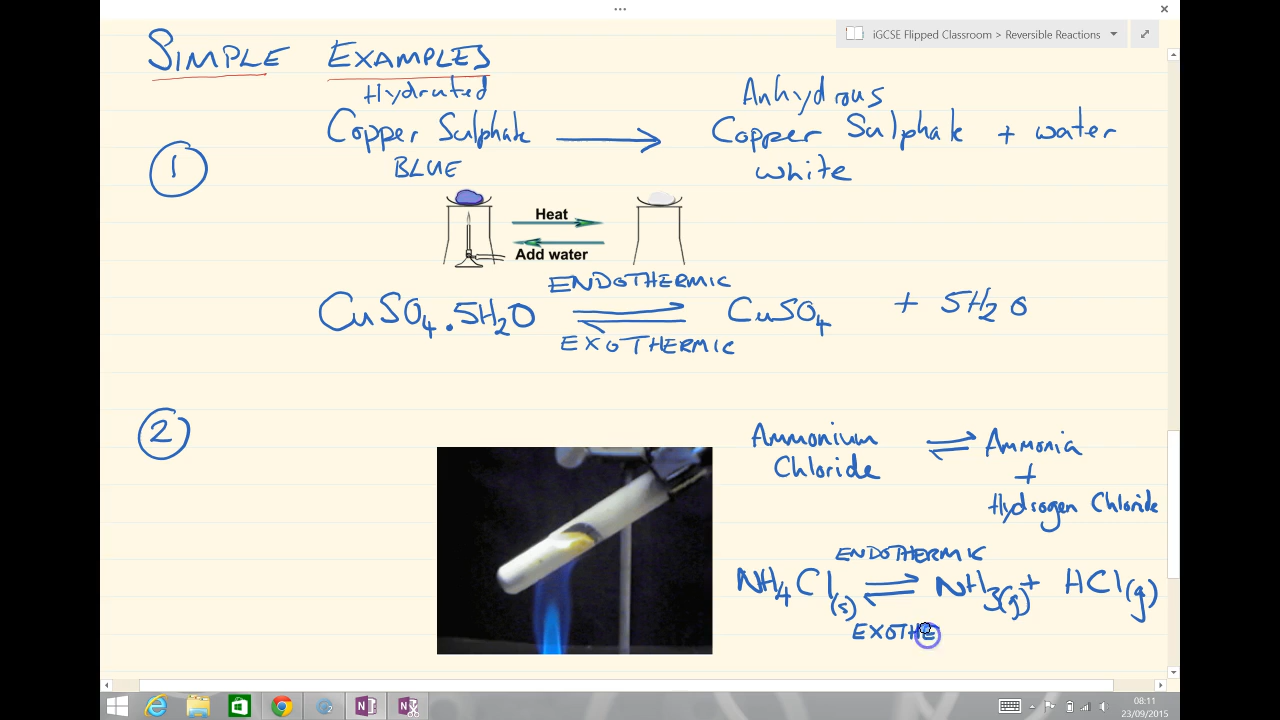 iGCSE Flipped Classroom > Reversible Reactions
SIMPLE EXAMPLES
Hydrated
Copper Sulphate
BLUE
Anhydrous
Copper Sulphate + water
white
1
Heat
Add water
ENDOTHERMIC
CuSO4.5H2O ⇌ CuSO4 + 5H2O
EXOTHERMIC
2
Ammonium Chloride ⇌ Ammonia
+
Hydrogen Chloride
ENDOTHERMIC
NH4Cl(s) ⇌ NH3(g) + HCl(g)
EXOTHE
08:11
23/09/2015